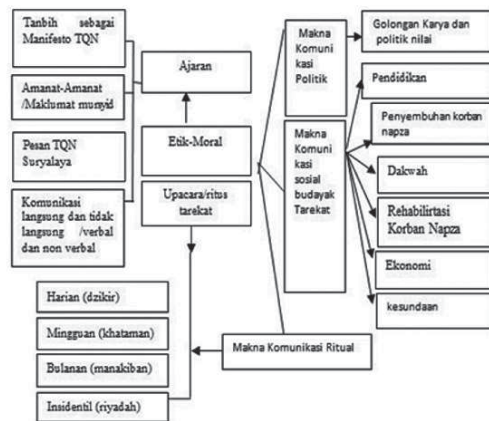 Tanbih sebagai
Manifesto TQN
Amanat-Amanat
/Maklumat munyid
Pesan TQN
Suryalaya
Komunikasi
langsung dan tidak
langsung /verbal
dan non verbal
Ajaran
Etik-Moral
Upacara/ritus
tarekat
Harian (dzikir)
Mingguan (khataman)
Bulanan (manakiban)
Insidentil (riyadah)
Makna
Komuni
kasi
Politik
Makna
Komuni
kasi
sosial
budayak
Tarekat
Makna Komunikasi Ritual
Golongan Karya dan
politik nilai
Pendidikan
Penyembuhan korban
napza
Dakwah
Rehabilirtasi
Korban Napza
Ekonomi
kesundaan